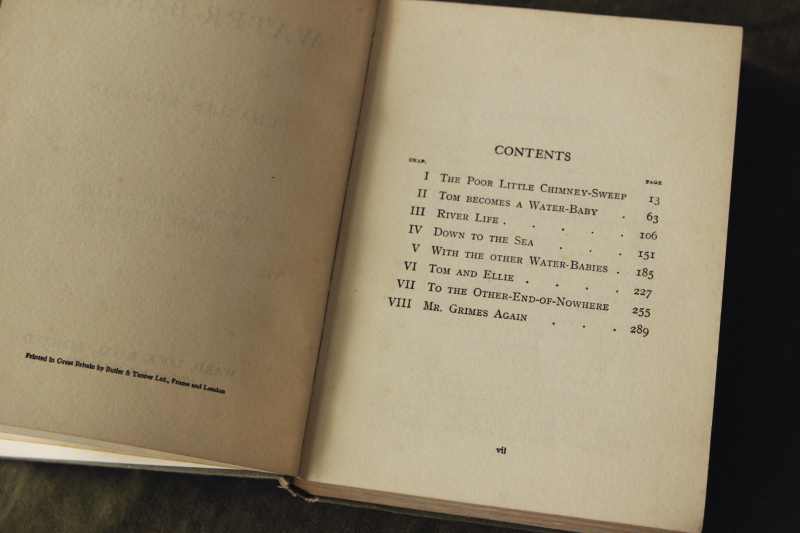 Printed in Great Britain by Butler & Tanner Ltd., Frome and London
CONTENTS
CHAP. PAGE
I THE POOR LITTLE CHIMNEY-SWEEP 13
II TOM BECOMES A WATER-BABY . 63
III RIVER LIFE . . . . . 106
IV DOWN TO THE SEA . . . 151
V WITH THE OTHER WATER-BABIES . 185
VI TOM AND ELLIE . . . . 227
VII TO THE OTHER-END-OF-NOWHERE 255
VIII MR. GRIMES AGAIN . . . 289
vii